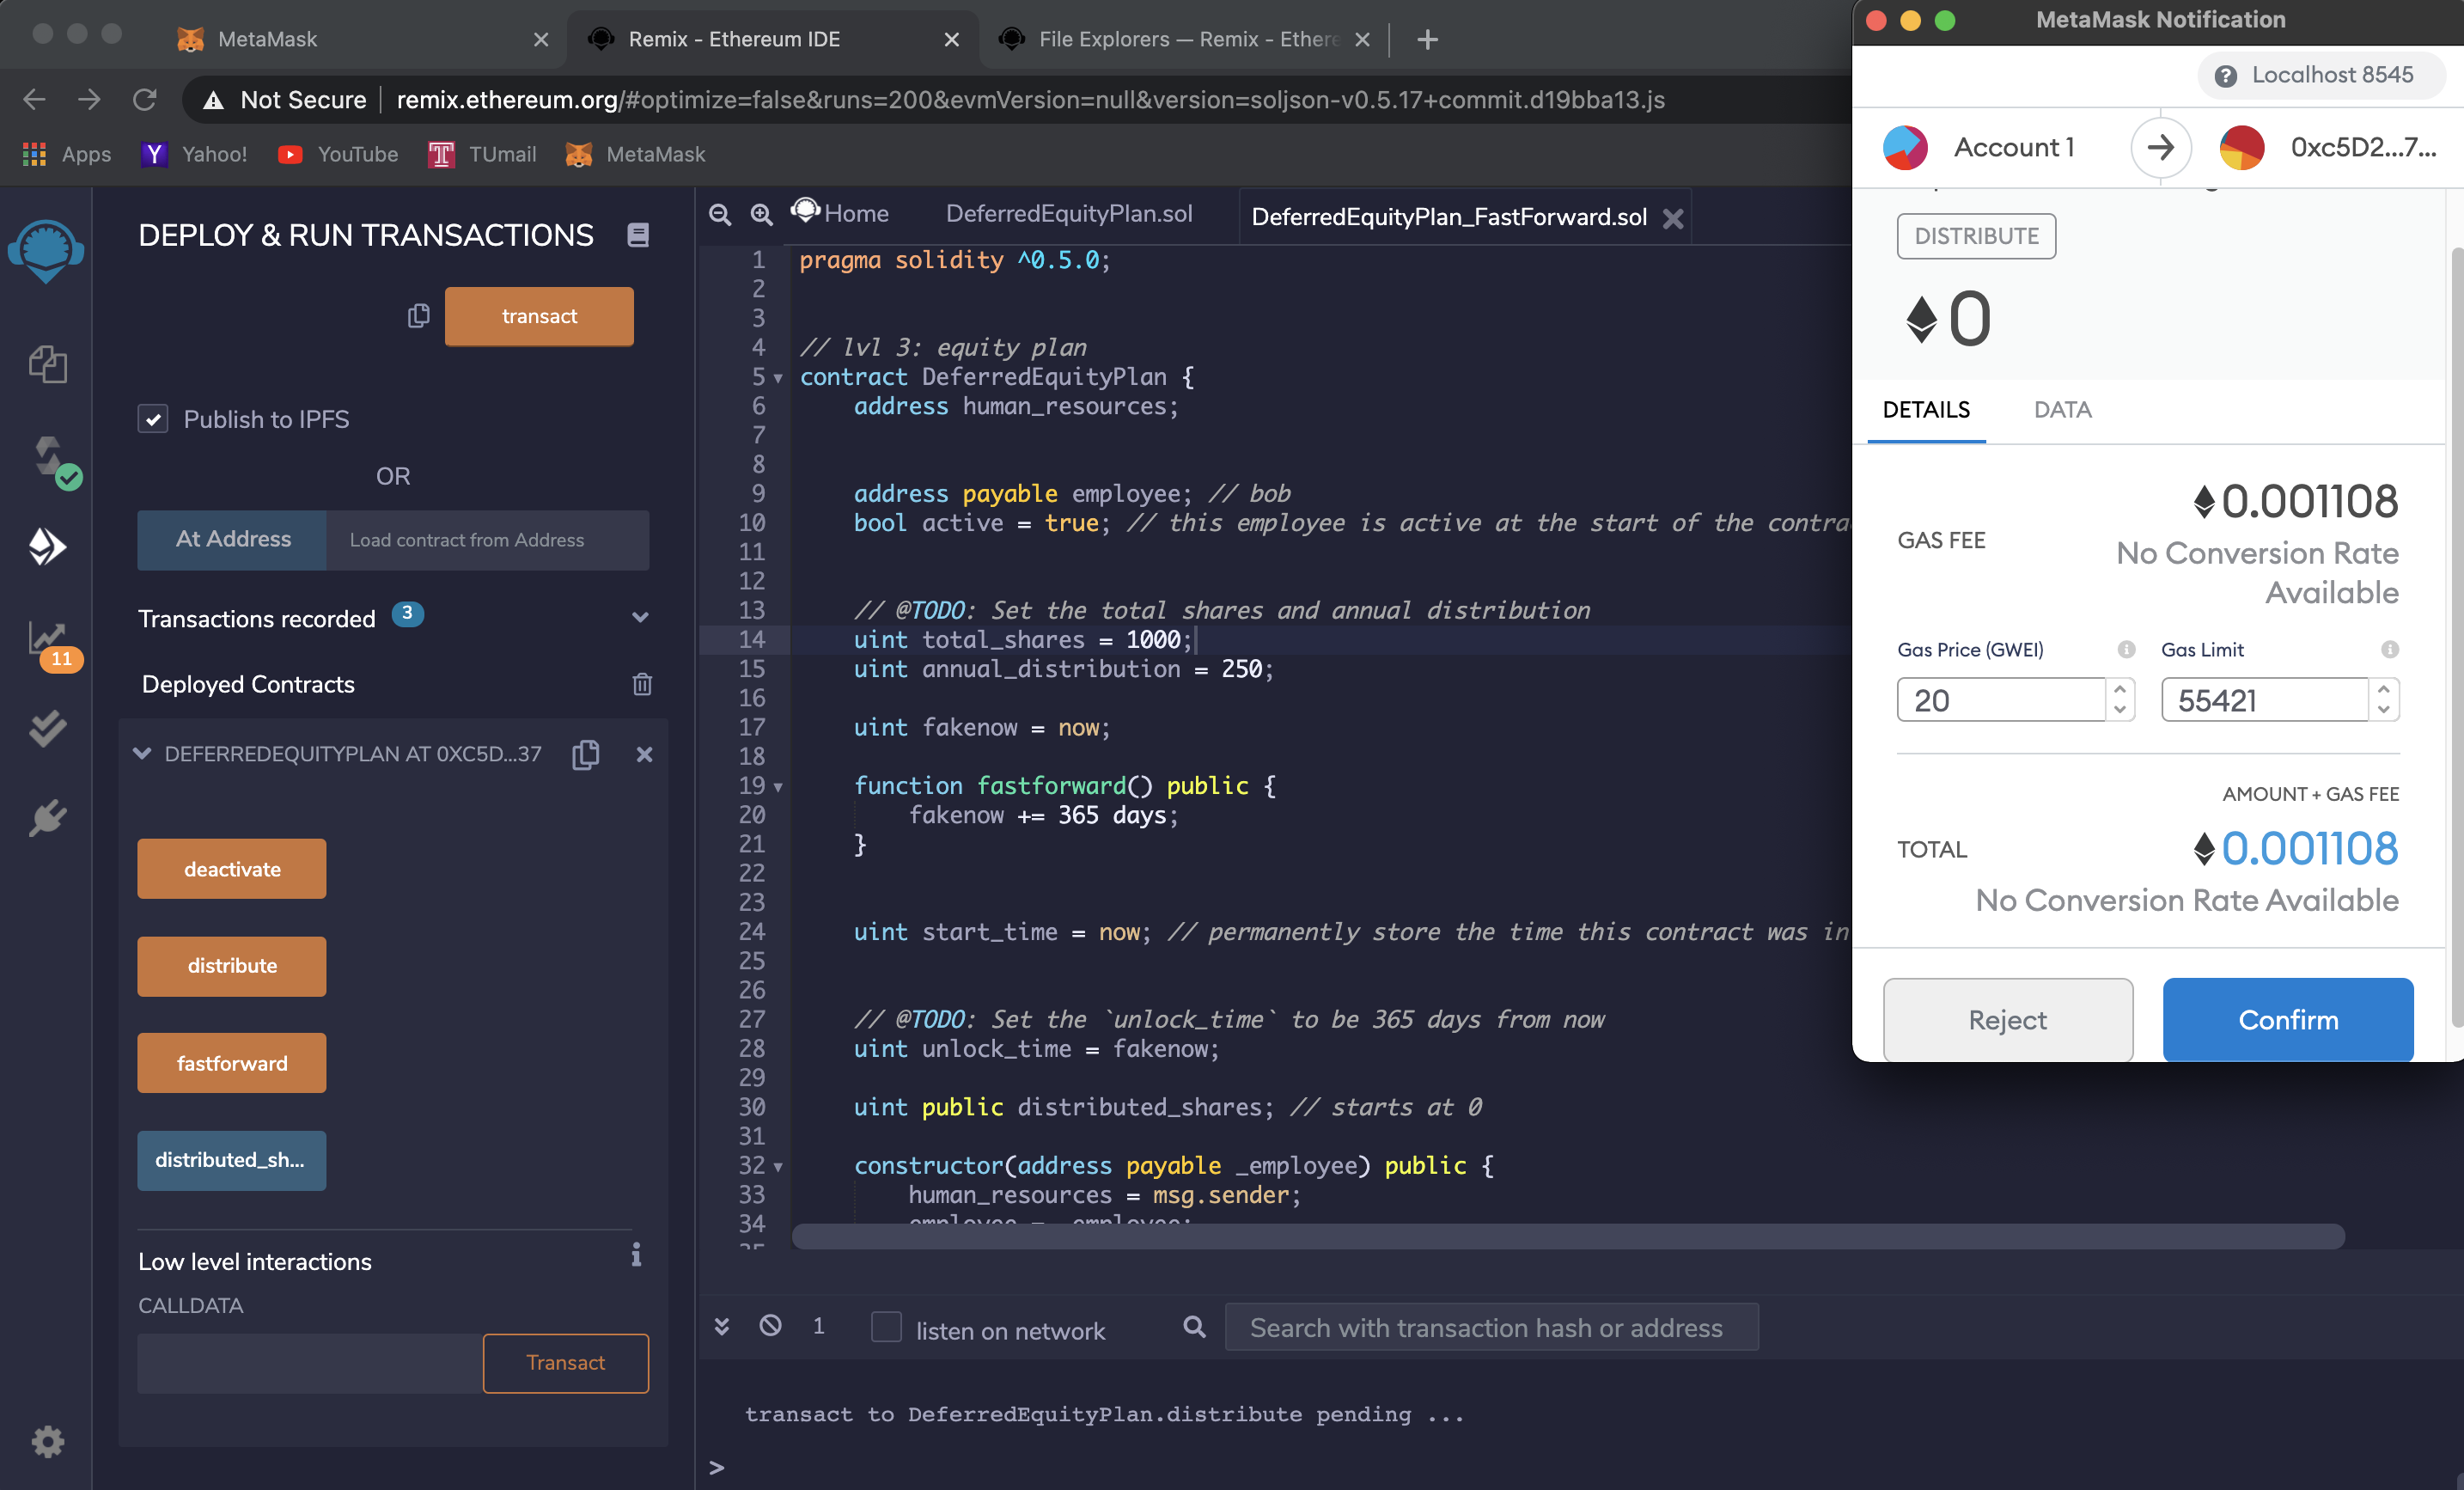 MetaMask
Remix - Ethereum IDE
File Explorers — Remix - Ethere
Not Secure
remix.ethereum.org/#optimize=false&runs=200&evmVersion=null&version=soljson-v0.5.17+commit.d19bba13.js
Apps
Yahoo!
YouTube
TUmail
MetaMask
DEPLOY & RUN TRANSACTIONS
transact
Publish to IPFS
OR
At Address
Load contract from Address
Transactions recorded 3
11
Deployed Contracts
DEFERREDEQUITYPLAN AT 0XC5D...37
deactivate
distribute
fastforward
distributed_sh...
Low level interactions
CALLDATA
Transact
Home
DeferredEquityPlan.sol
DeferredEquityPlan_FastForward.sol
1 pragma solidity ^0.5.0;
2
3
4 // lvl 3: equity plan
5 contract DeferredEquityPlan {
6 address human_resources;
7
8
9 address payable employee; // bob
10 bool active = true; // this employee is active at the start of the contra
11
12
13 // @TODO: Set the total shares and annual distribution
14 uint total_shares = 1000;
15 uint annual_distribution = 250;
16
17 uint fakenow = now;
18
19 function fastforward() public {
20 fakenow += 365 days;
21 }
22
23
24 uint start_time = now; // permanently store the time this contract was in
25
26
27 // @TODO: Set the `unlock_time` to be 365 days from now
28 uint unlock_time = fakenow;
29
30 uint public distributed_shares; // starts at 0
31
32 constructor(address payable _employee) public {
33 human_resources = msg.sender;
34 employee = _employee;
1
listen on network
Search with transaction hash or address
transact to DeferredEquityPlan.distribute pending ...
>
MetaMask Notification
Localhost 8545
Account 1
0xc5D2...7...
DISTRIBUTE
0
DETAILS
DATA
GAS FEE
0.001108
No Conversion Rate
Available
Gas Price (GWEI)
Gas Limit
20
55421
AMOUNT + GAS FEE
TOTAL
0.001108
No Conversion Rate Available
Reject
Confirm